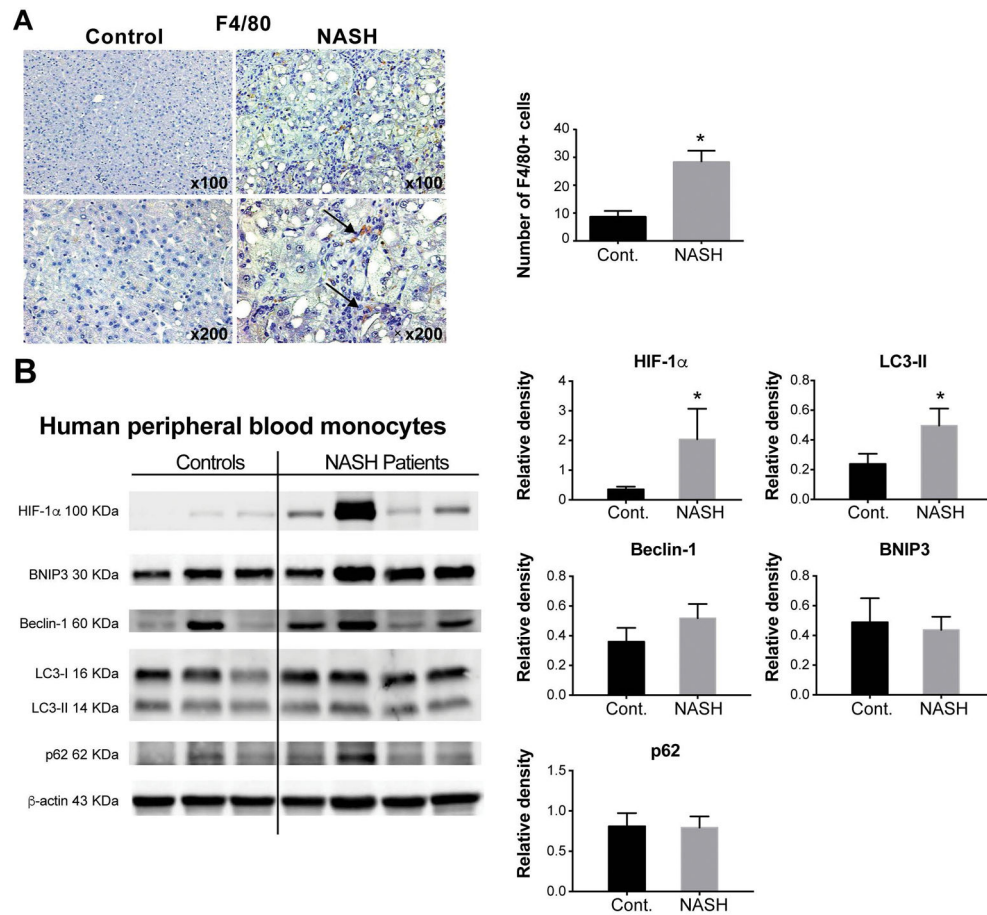 A
F4/80
Control NASH
x100 x100
x200 x200
Number of F4/80+ cells
40
30
20
10
0
Cont. NASH
*
B
Human peripheral blood monocytes
Controls NASH Patients
HIF-1α 100 KDa
BNIP3 30 KDa
Beclin-1 60 KDa
LC3-I 16 KDa
LC3-II 14 KDa
p62 62 KDa
β-actin 43 KDa
HIF-1α
Relative density
4
3
2
1
0
*
Cont. NASH
LC3-II
Relative density
0.8
0.6
0.4
0.2
0.0
*
Cont. NASH
Beclin-1
Relative density
0.8
0.6
0.4
0.2
0.0
Cont. NASH
BNIP3
Relative density
0.8
0.6
0.4
0.2
0.0
Cont. NASH
p62
Relative density
1.5
1.0
0.5
0.0
Cont. NASH